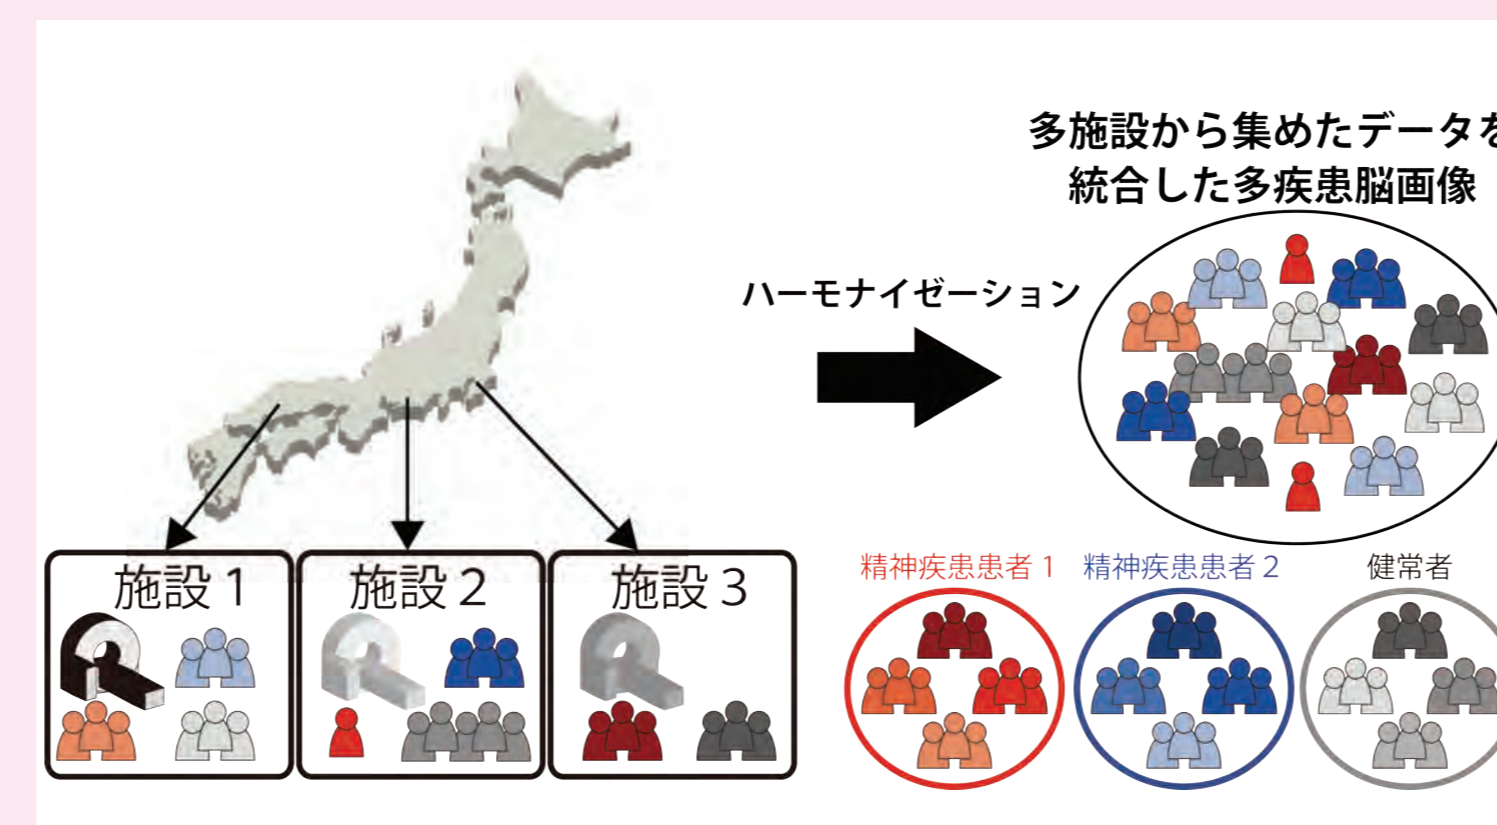 多施設から集めたデータを
統合した多疾患脳画像
ハーモナイゼーション
施設1
施設2
施設3
精神疾患患者1
精神疾患患者2
健常者